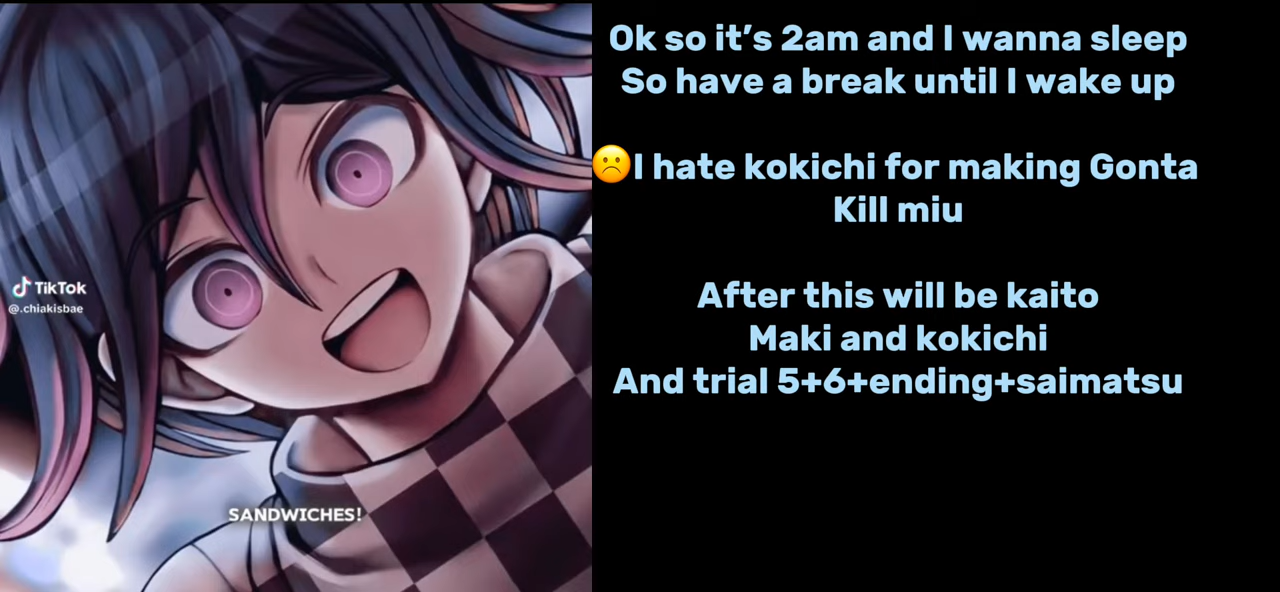 Ok so it’s 2am and I wanna sleep
So have a break until I wake up
☹️I hate kokichi for making Gonta
Kill miu
After this will be kaito
Maki and kokichi
And trial 5+6+ending+saimatsu
TikTok
@.chiakisbae
SANDWICHES!